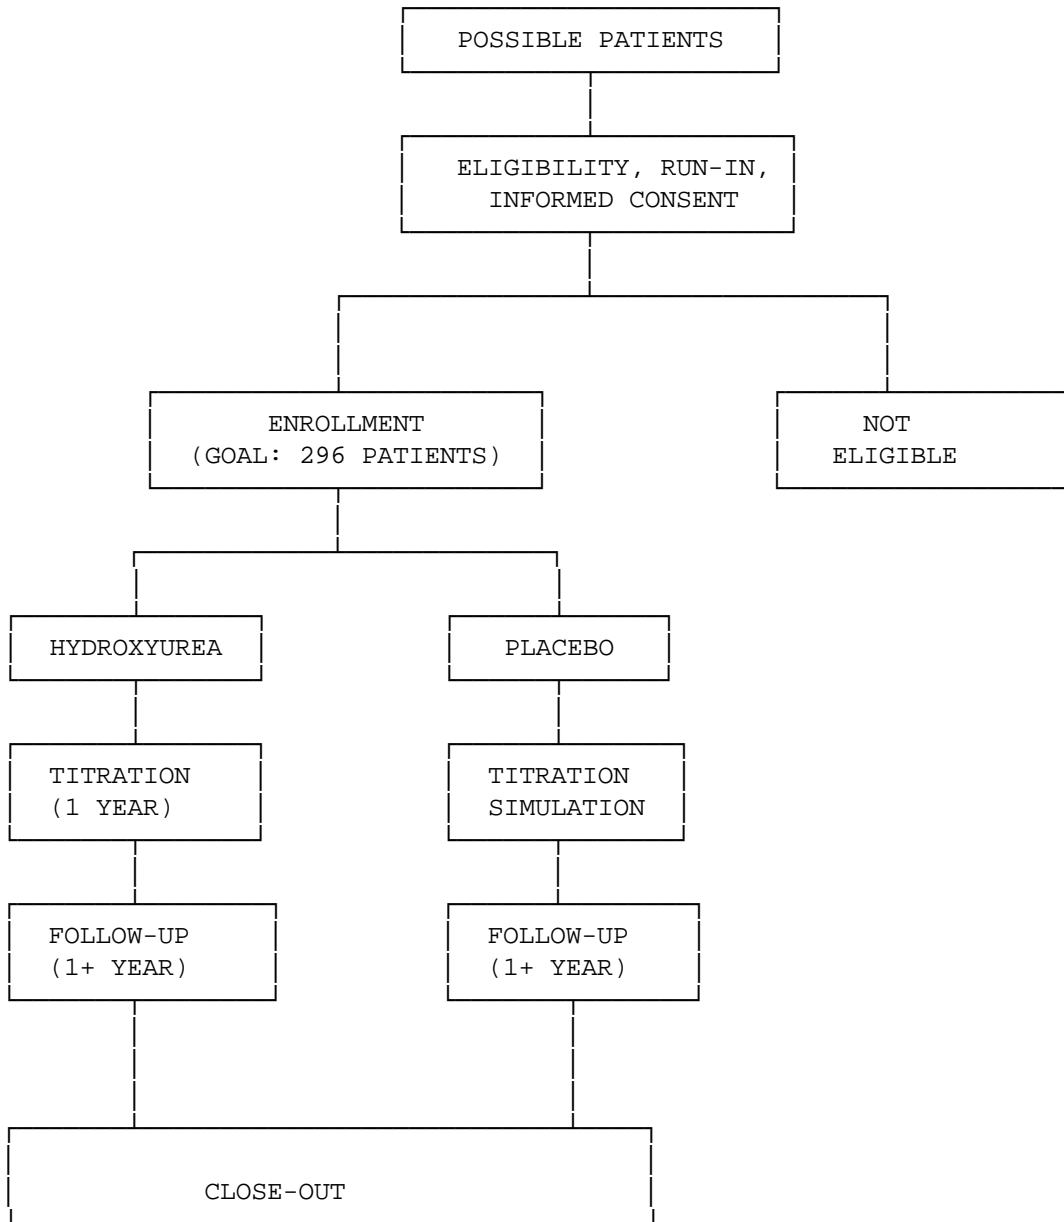 POSSIBLE PATIENTS
ELIGIBILITY, RUN-IN,
INFORMED CONSENT
ENROLLMENT
(GOAL: 296 PATIENTS)
NOT
ELIGIBLE
HYDROXYUREA
PLACEBO
TITRATION
(1 YEAR)
TITRATION
SIMULATION
FOLLOW-UP
(1+ YEAR)
FOLLOW-UP
(1+ YEAR)
CLOSE-OUT